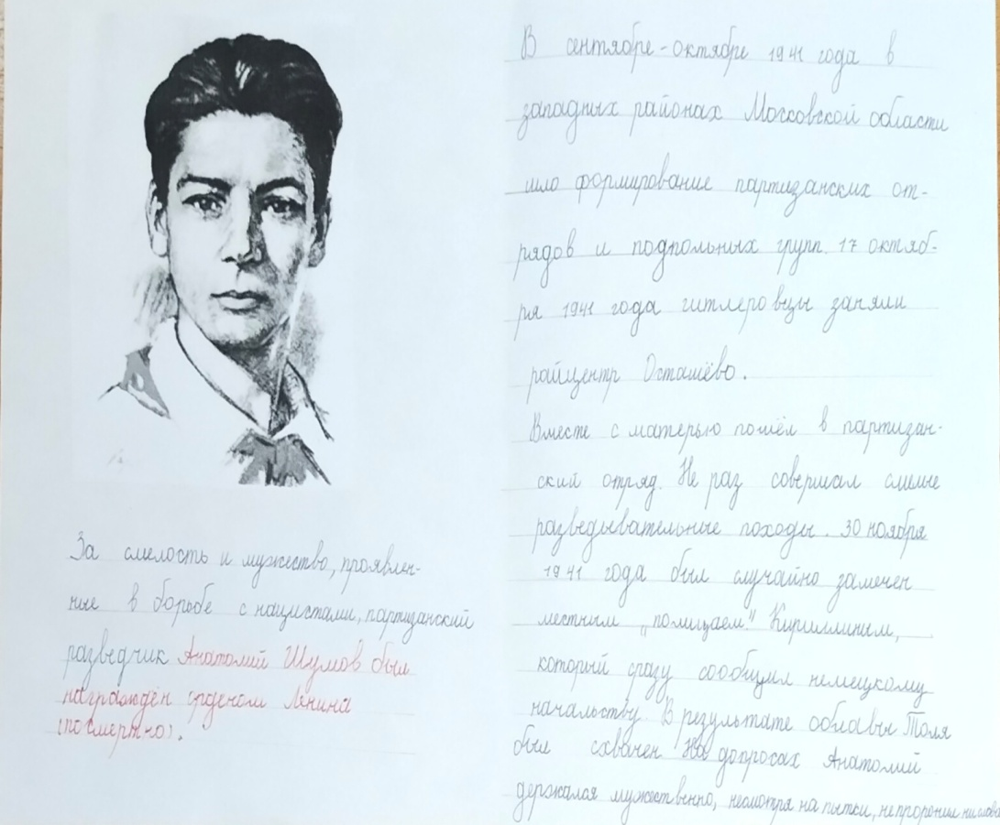 За смелость и мужество, проявлен-
ные в борьбе с нацистами, партизанский
разведчик Анатолий Шумов был
награждён орденом Ленина
(посмертно).
В сентябре-октябре 1941 года в
западных районах Московской области
шло формирование партизанских от-
рядов и подпольных групп. 17 октяб-
ря 1941 года гитлеровцы заняли
райцентр Осташёво.
Вместе с матерью пошёл в партизан-
ский отряд. Не раз совершал смелые
разведывательные походы. 30 ноября
1941 года был случайно замечен
местным „полицаем" Кириллиным,
который сразу сообщил немецкому
начальству. В результате облавы Толя
был схвачен На допросах Анатолий
держался мужественно, несмотря на пытки, непроронил ни слова